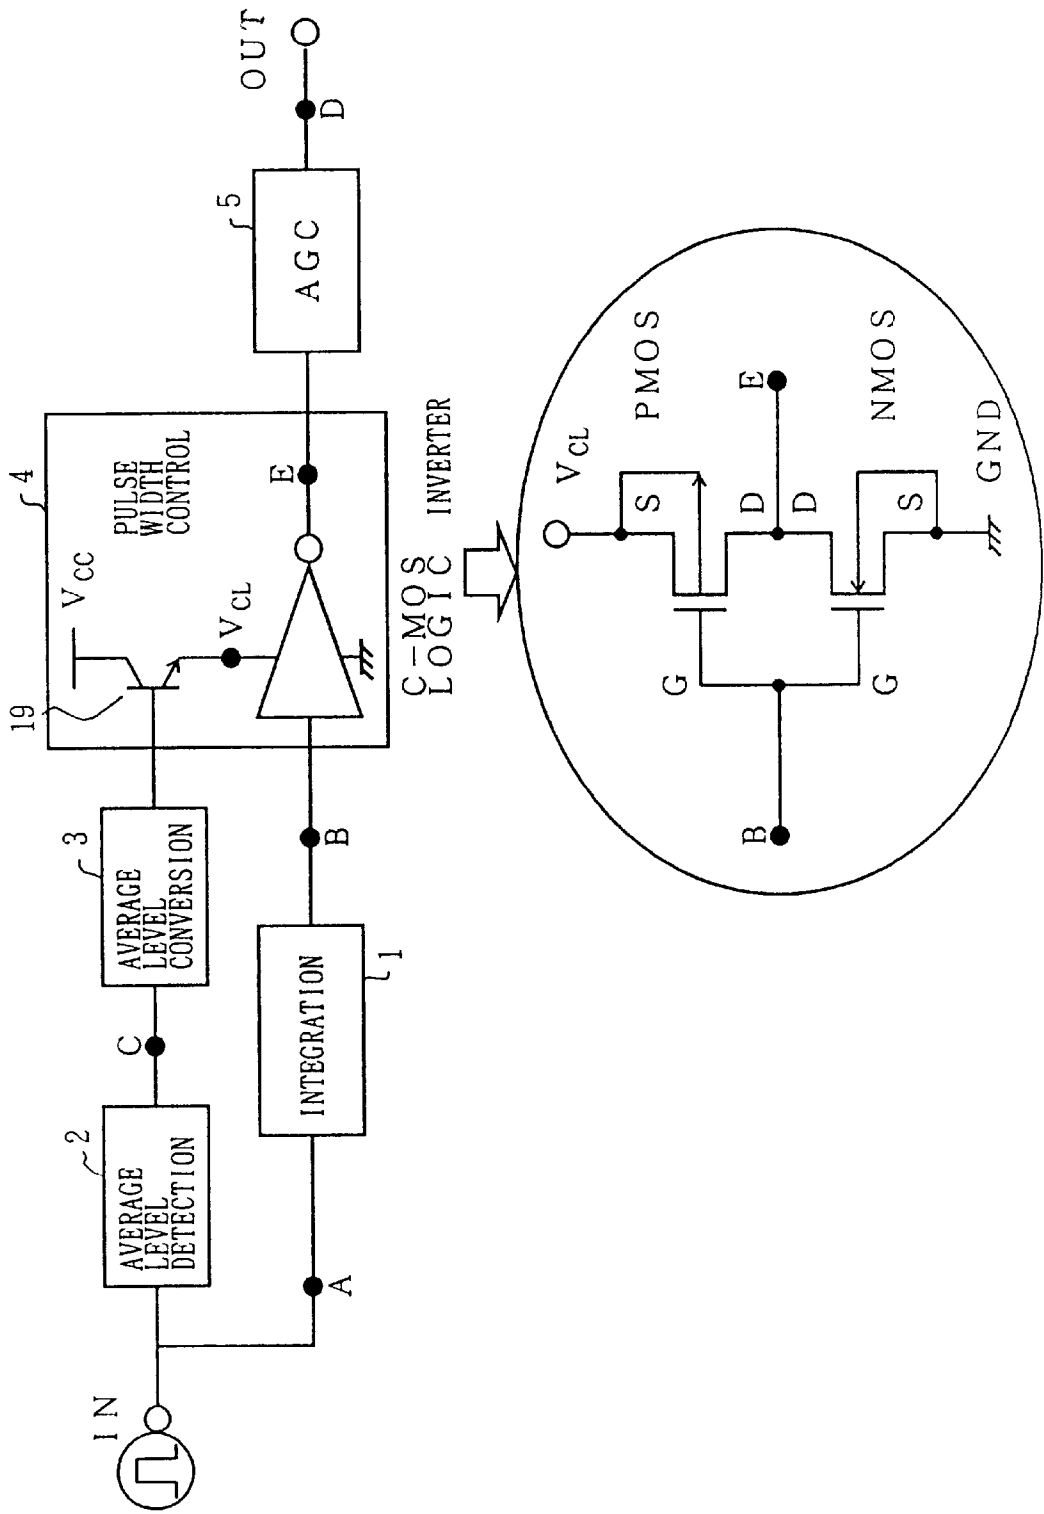 IN
2
AVERAGE
LEVEL
DETECTION
C
3
AVERAGE
LEVEL
CONVERSION
19
VCC
VCL
4
PULSE
WIDTH
CONTROL
A
INTEGRATION
1
B
E
5
AGC
D
OUT
C-MOS
LOGIC INVERTER
VCL
S
PMOS
G
D
B
E
D
G
NMOS
S
GND